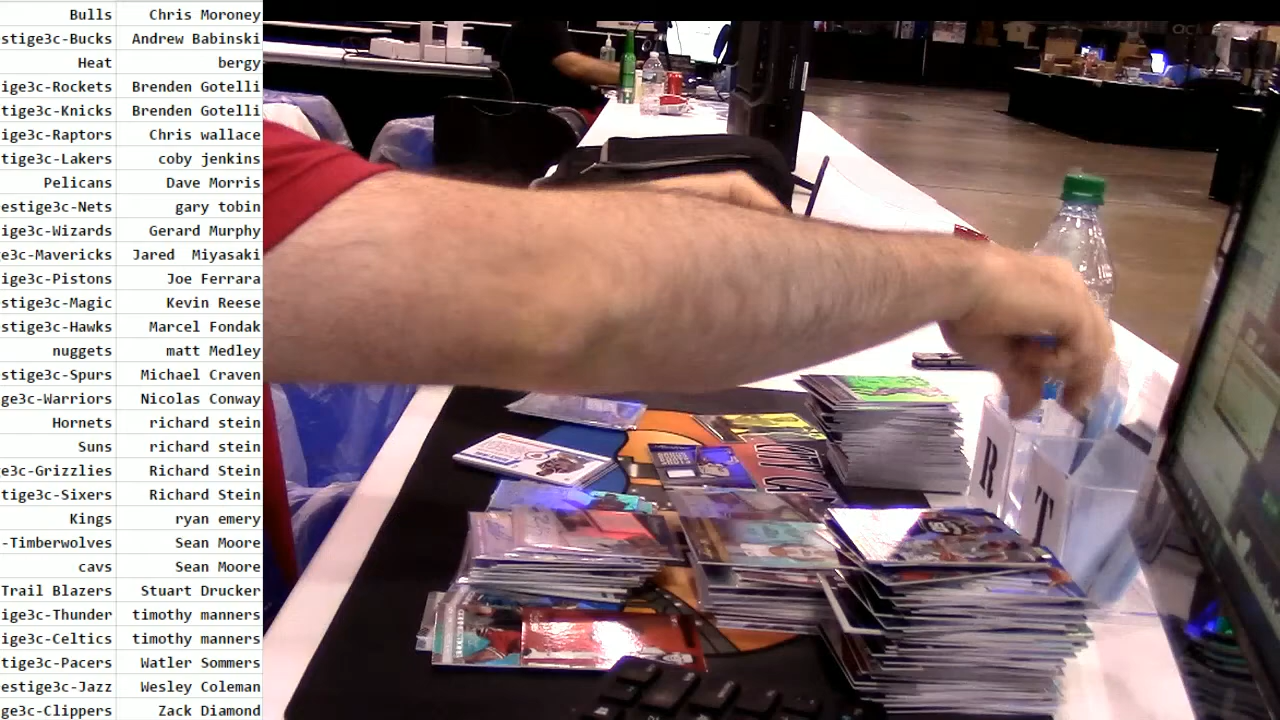 Bulls Chris Moroney
stige3c-Bucks Andrew Babinski
Heat bergy
ige3c-Rockets Brenden Gotelli
tige3c-Knicks Brenden Gotelli
ige3c-Raptors Chris wallace
tige3c-Lakers coby jenkins
Pelicans Dave Morris
estige3c-Nets gary tobin
ige3c-Wizards Gerard Murphy
e3c-Mavericks Jared Miyasaki
ige3c-Pistons Joe Ferrara
stige3c-Magic Kevin Reese
stige3c-Hawks Marcel Fondak
nuggets matt Medley
stige3c-Spurs Michael Craven
ge3c-Warriors Nicolas Conway
Hornets richard stein
Suns richard stein
e3c-Grizzlies Richard Stein
tige3c-Sixers Richard Stein
Kings ryan emery
-Timberwolves Sean Moore
cavs Sean Moore
Trail Blazers Stuart Drucker
ige3c-Thunder timothy manners
ige3c-Celtics timothy manners
tige3c-Pacers Watler Sommers
estige3c-Jazz Wesley Coleman
ge3c-Clippers Zack Diamond
R
T